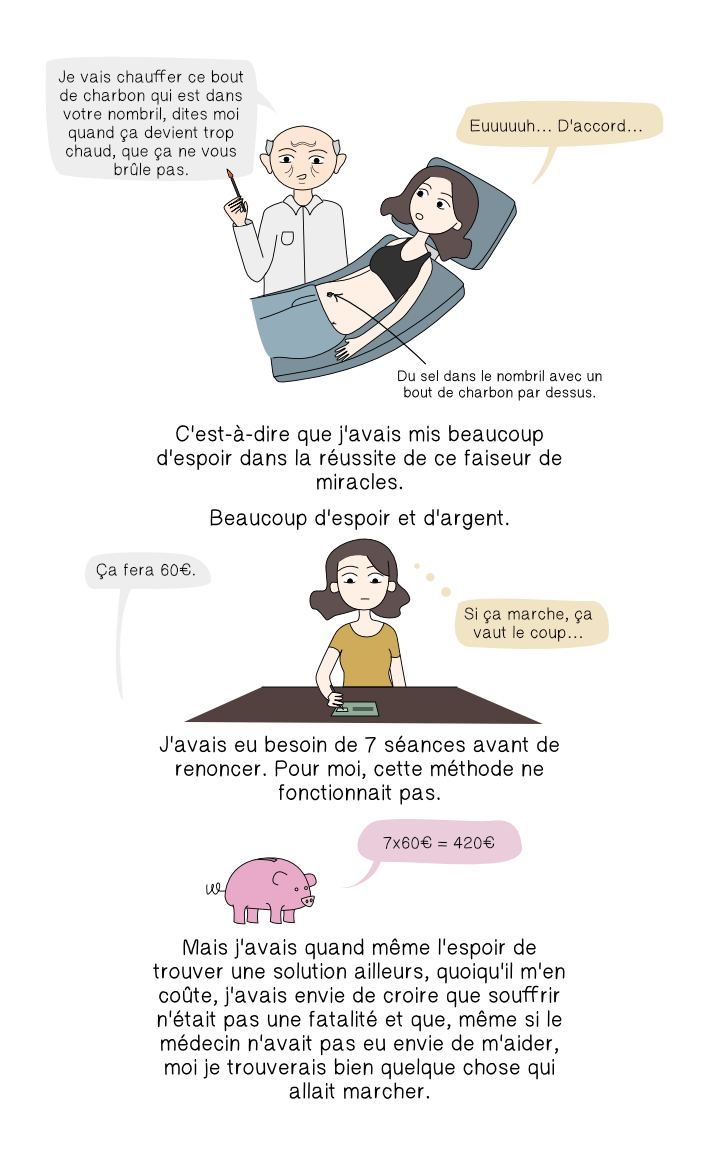 Je vais chauffer ce bout
de charbon qui est dans
votre nombril, dites moi
quand ça devient trop
chaud, que ça ne vous
brûle pas.
Euuuuuh... D'accord...
Du sel dans le nombril avec un
bout de charbon par dessus.
C'est-à-dire que j'avais mis beaucoup
d'espoir dans la réussite de ce faiseur de
miracles.
Beaucoup d'espoir et d'argent.
Ça fera 60€.
Si ça marche, ça
vaut le coup...
J'avais eu besoin de 7 séances avant de
renoncer. Pour moi, cette méthode ne
fonctionnait pas.
7x60€ = 420€
Mais j'avais quand même l'espoir de
trouver une solution ailleurs, quoiqu'il m'en
coûte, j'avais envie de croire que souffrir
n'était pas une fatalité et que, même si le
médecin n'avait pas eu envie de m'aider,
moi je trouverais bien quelque chose qui
allait marcher.